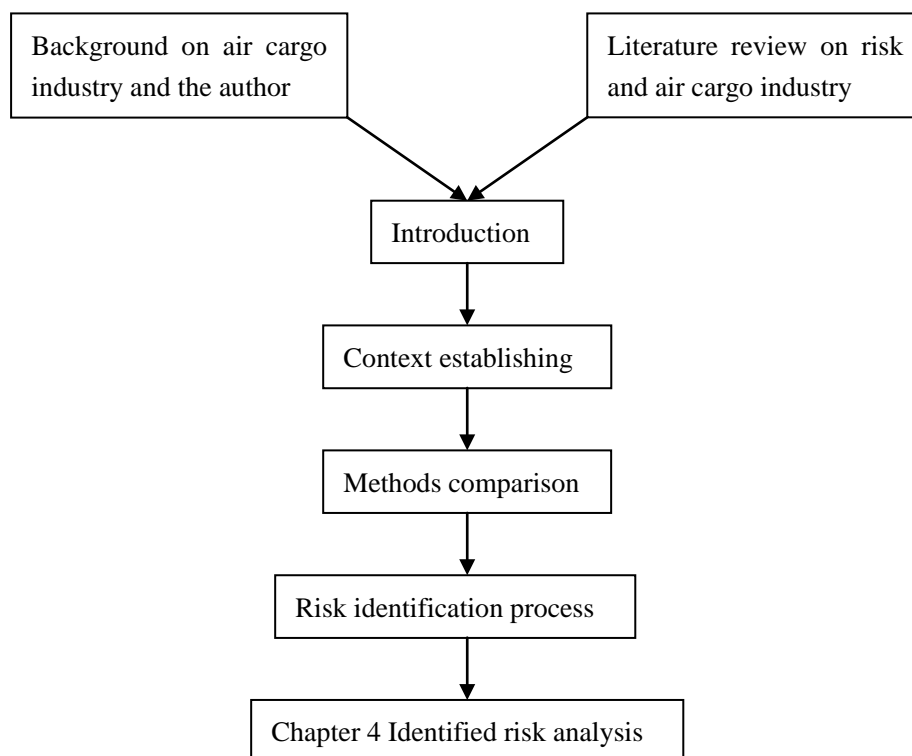 Background on air cargo
industry and the author
Literature review on risk
and air cargo industry
Introduction
Context establishing
Methods comparison
Risk identification process
Chapter 4 Identified risk analysis